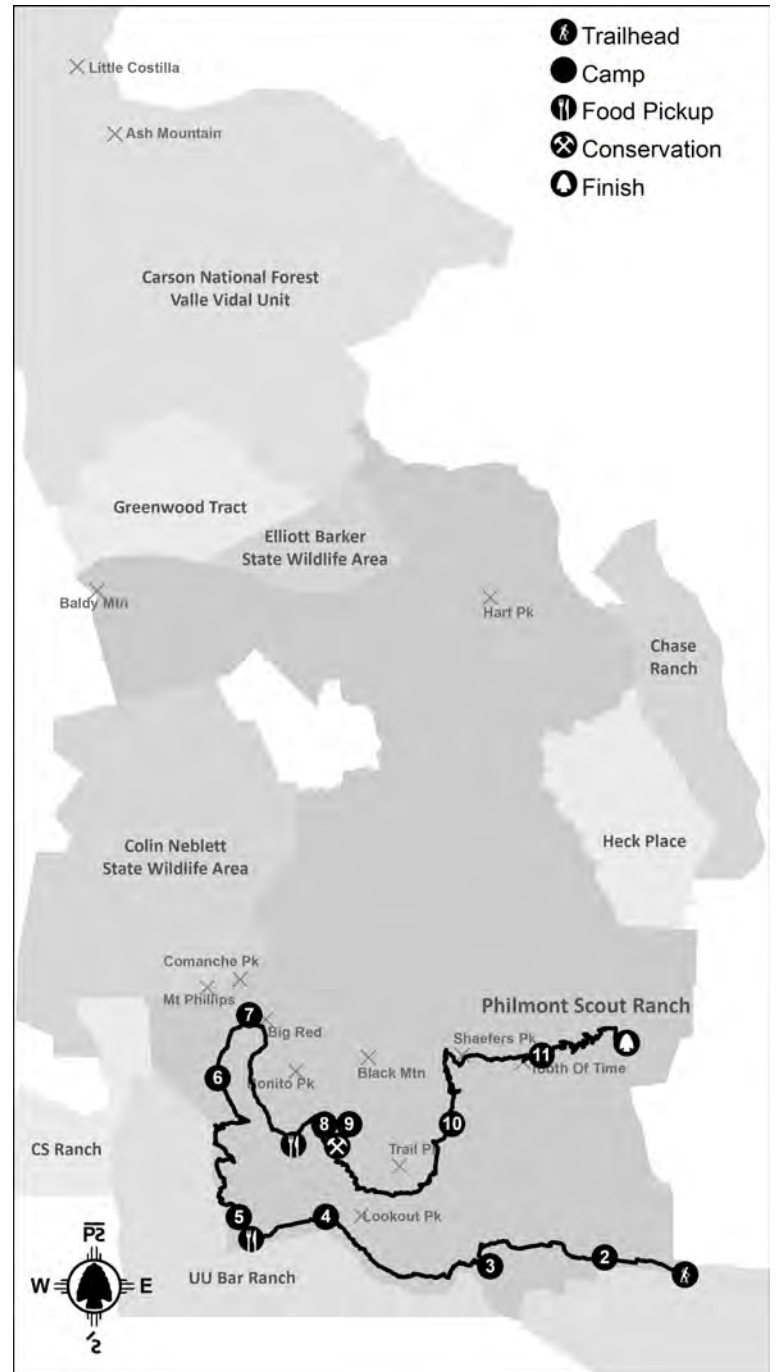 Trailhead
Camp
Food Pickup
Conservation
Finish
Little Costilla
Ash Mountain
Carson National Forest
Valle Vidal Unit
Greenwood Tract
Elliott Barker
State Wildlife Area
Baldy Mtn
Hart Pk
Chase
Ranch
Colin Neblett
State Wildlife Area
Heck Place
Comanche Pk
Mt Phillips
Philmont Scout Ranch
7
Big Red
Shaefers Pk
11
Tooth Of Time
Black Mtn
Bonito Pk
6
8
9
10
CS Ranch
Trail Pk
5
4
Lookout Pk
UU Bar Ranch
3
2
W
E